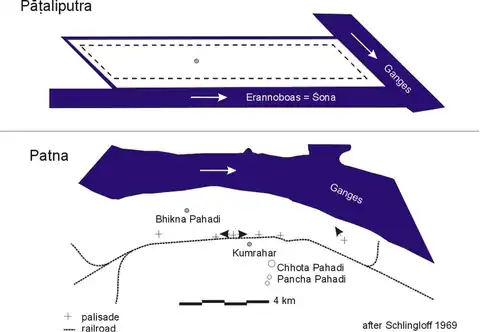 Pāṭaliputra
Ganges
Erannoboas = Śona
Patna
Ganges
Bhikna Pahadi
Kumrahar
Chhota Pahadi
Pancha Pahadi
4 km
palisade
railroad
after Schlingloff 1969